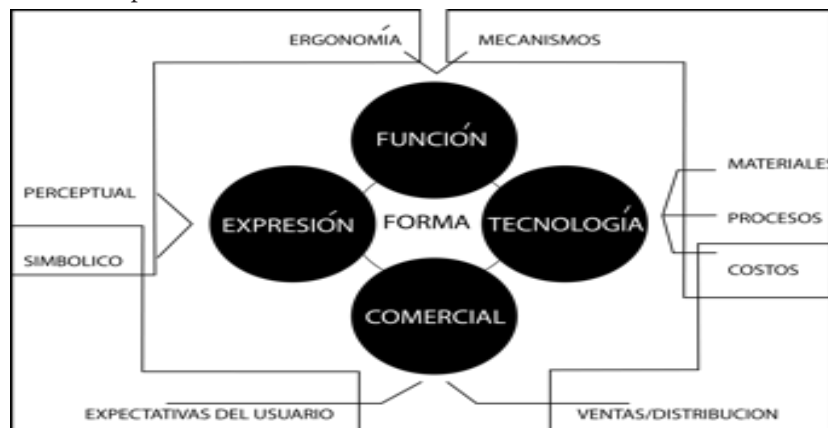 ERGONOMÍA
MECANISMOS
FUNCIÓN
PERCEPTUAL
SIMBOLICO
EXPRESIÓN
FORMA
TECNOLOGÍA
MATERIALES
PROCESOS
COSTOS
COMERCIAL
EXPECTATIVAS DEL USUARIO
VENTAS/DISTRIBUCION